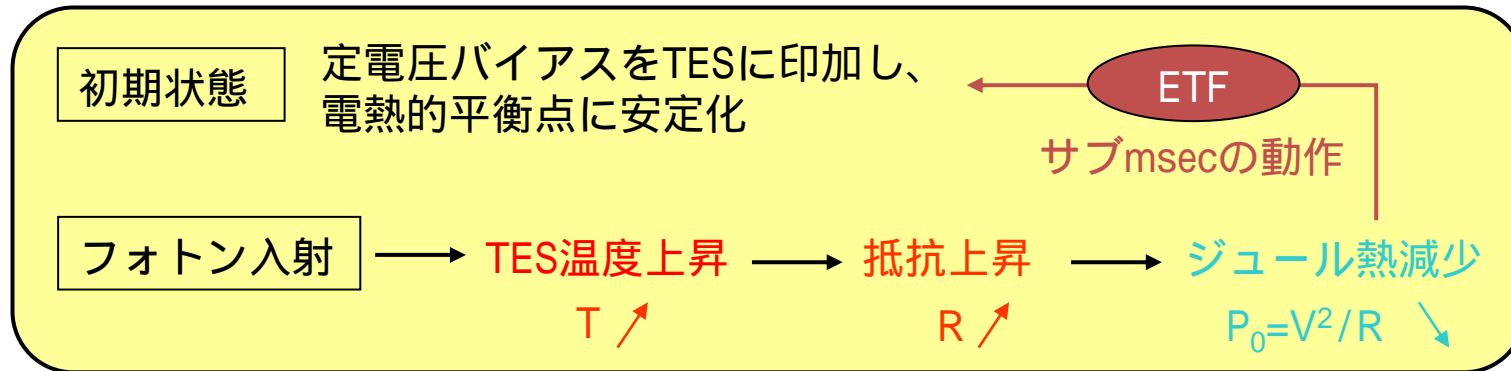 初期状態
定電圧バイアスをTESに印加し、
電熱的平衡点に安定化
ETF
サブmsecの動作
フォトン入射
TES温度上昇
抵抗上昇
ジュール熱減少
T
R
P₀=V²/R